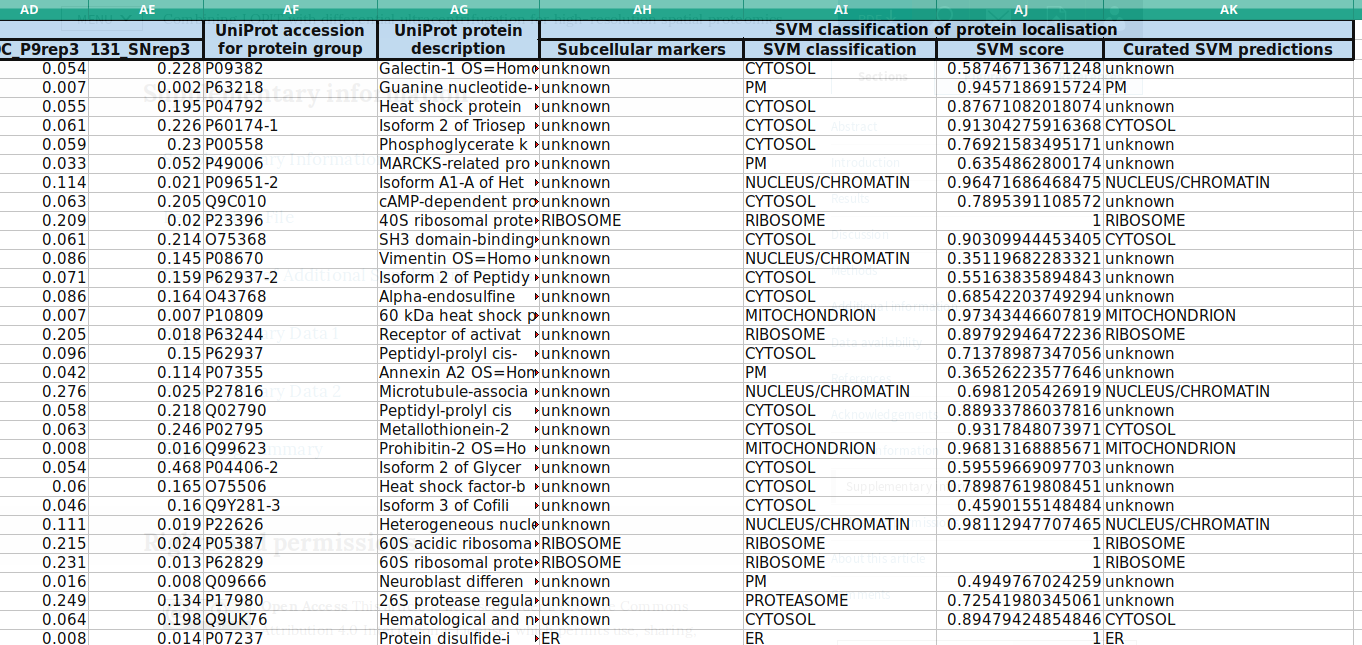 AD AE AF AG AH AI AJ AK
UniProt accession UniProt protein SVM classification of protein localisation
C_P9rep3 131_SNrep3 for protein group description Subcellular markers SVM classification SVM score Curated SVM predictions
0.054 0.228 P09382 Galectin-1 OS=Homo unknown CYTOSOL 0.58746713671248 unknown
0.007 0.002 P63218 Guanine nucleotide- unknown PM 0.9457186915724 PM
0.055 0.195 P04792 Heat shock protein unknown CYTOSOL 0.87671082018074 unknown
0.061 0.226 P60174-1 Isoform 2 of Triosep unknown CYTOSOL 0.91304275916368 CYTOSOL
0.059 0.23 P00558 Phosphoglycerate k unknown CYTOSOL 0.76921583495171 unknown
0.033 0.052 P49006 MARCKS-related pro unknown PM 0.6354862800174 unknown
0.114 0.021 P09651-2 Isoform A1-A of Het unknown NUCLEUS/CHROMATIN 0.96471686468475 NUCLEUS/CHROMATIN
0.063 0.205 Q9C010 cAMP-dependent pro unknown CYTOSOL 0.7895391108572 unknown
0.209 0.02 P23396 40S ribosomal prote RIBOSOME RIBOSOME 1 RIBOSOME
0.061 0.214 O75368 SH3 domain-binding unknown CYTOSOL 0.90309944453405 CYTOSOL
0.086 0.145 P08670 Vimentin OS=Homo unknown NUCLEUS/CHROMATIN 0.35119682283321 unknown
0.071 0.159 P62937-2 Isoform 2 of Peptidy unknown CYTOSOL 0.55163835894843 unknown
0.086 0.164 O43768 Alpha-endosulfine unknown CYTOSOL 0.68542203749294 unknown
0.007 0.007 P10809 60 kDa heat shock p unknown MITOCHONDRION 0.97343446607819 MITOCHONDRION
0.205 0.018 P63244 Receptor of activat unknown RIBOSOME 0.89792946472236 RIBOSOME
0.096 0.15 P62937 Peptidyl-prolyl cis- unknown CYTOSOL 0.71378987347056 unknown
0.042 0.114 P07355 Annexin A2 OS=Hom unknown PM 0.36526223577646 unknown
0.276 0.025 P27816 Microtubule-associa unknown NUCLEUS/CHROMATIN 0.6981205426919 NUCLEUS/CHROMATIN
0.058 0.218 Q02790 Peptidyl-prolyl cis unknown CYTOSOL 0.88933786037816 unknown
0.063 0.246 P02795 Metallothionein-2 unknown CYTOSOL 0.9317848073971 CYTOSOL
0.008 0.016 Q99623 Prohibitin-2 OS=Ho unknown MITOCHONDRION 0.96813168885671 MITOCHONDRION
0.054 0.468 P04406-2 Isoform 2 of Glycer unknown CYTOSOL 0.59559669097703 unknown
0.06 0.165 O75506 Heat shock factor-b unknown CYTOSOL 0.78987619808451 unknown
0.046 0.16 Q9Y281-3 Isoform 3 of Cofili unknown CYTOSOL 0.4590155148484 unknown
0.111 0.019 P22626 Heterogeneous nucle unknown NUCLEUS/CHROMATIN 0.98112947707465 NUCLEUS/CHROMATIN
0.215 0.024 P05387 60S acidic ribosoma RIBOSOME RIBOSOME 1 RIBOSOME
0.231 0.013 P62829 60S ribosomal prote RIBOSOME RIBOSOME 1 RIBOSOME
0.016 0.008 Q09666 Neuroblast differen unknown PM 0.4949767024259 unknown
0.249 0.134 P17980 26S protease regula unknown PROTEASOME 0.72541980345061 unknown
0.064 0.198 Q9UK76 Hematological and n unknown CYTOSOL 0.89479424854846 CYTOSOL
0.008 0.014 P07237 Protein disulfide-i ER ER 1 ER